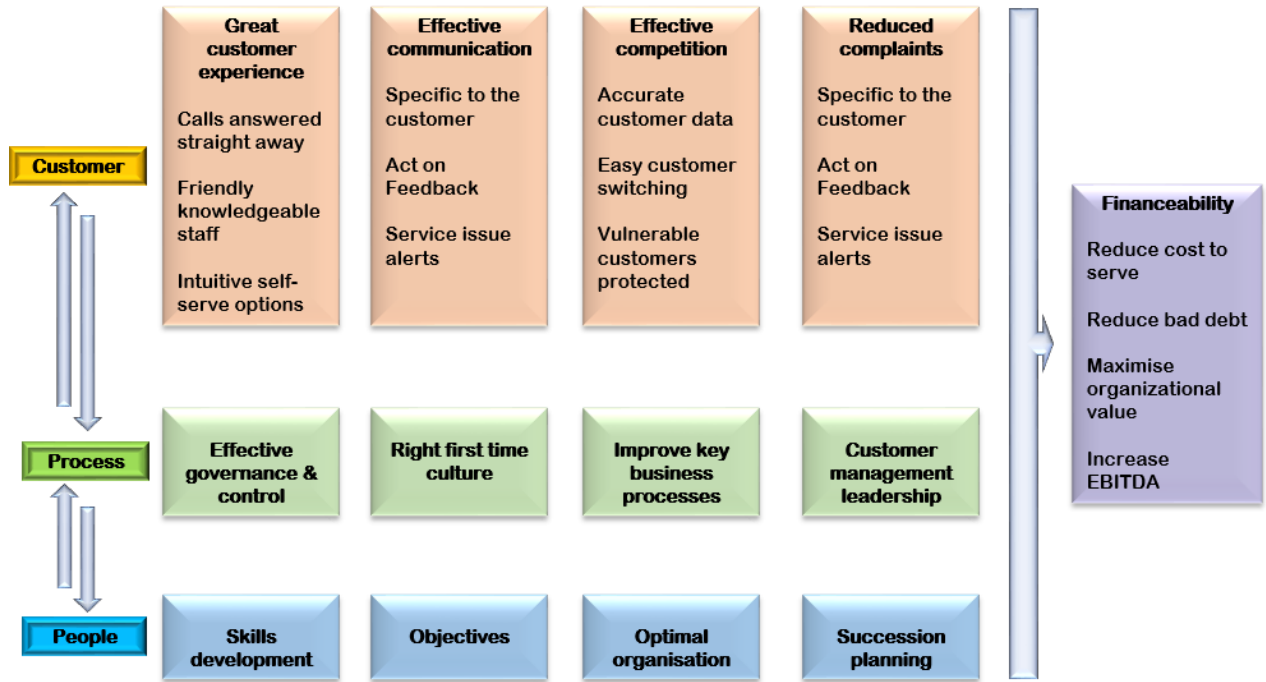 Great
customer
experience
Calls answered
straight away
Friendly
knowledgeable
staff
Intuitive self-
serve options
Effective
communication
Specific to the
customer
Act on
Feedback
Service issue
alerts
Effective
competition
Accurate
customer data
Easy customer
switching
Vulnerable
customers
protected
Reduced
complaints
Specific to the
customer
Act on
Feedback
Service issue
alerts
Customer
Financeability
Reduce cost to
serve
Reduce bad debt
Maximise
organizational
value
Increase
EBITDA
Process
Effective
governance &
control
Right first time
culture
Improve key
business
processes
Customer
management
leadership
People
Skills
development
Objectives
Optimal
organisation
Succession
planning